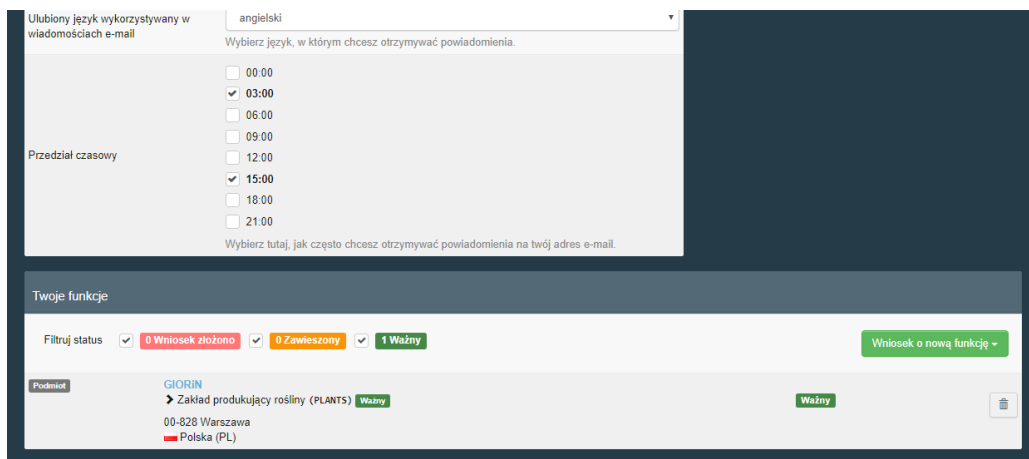 Ulubiony język wykorzystywany w
wiadomościach e-mail
angielski
Wybierz język, w którym chcesz otrzymywać powiadomienia.
Przedział czasowy
00:00
03:00
06:00
09:00
12:00
15:00
18:00
21:00
Wybierz tutaj, jak często chcesz otrzymywać powiadomienia na twój adres e-mail.
Twoje funkcje
Filtruj status 0 Wniosek złożono 0 Zawieszony 1 Ważny Wniosek o nową funkcję
Podmiot GIORiN
Zakład produkujący rośliny (PLANTS) Ważny Ważny
00-828 Warszawa
Polska (PL)